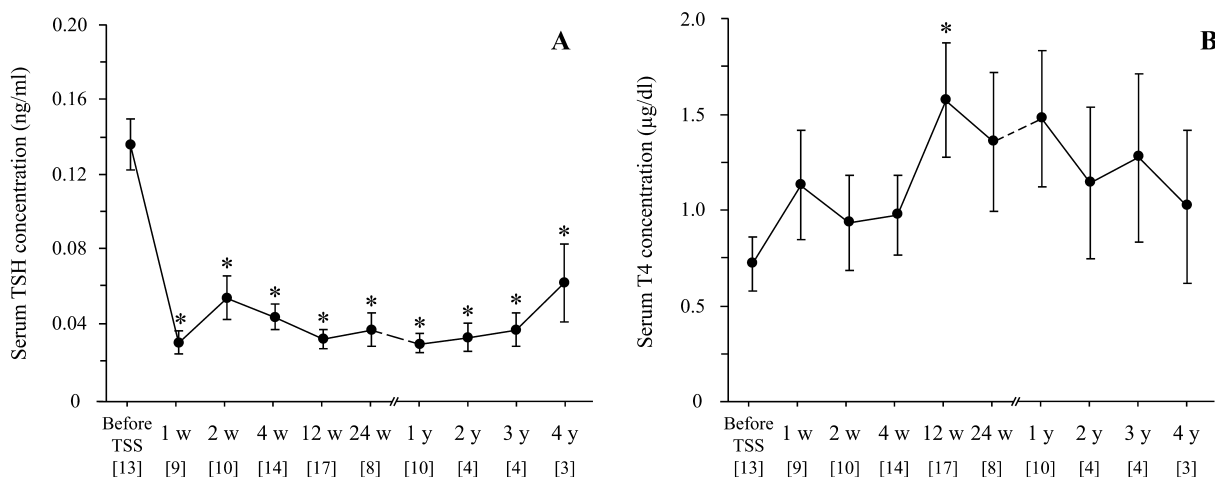 A
Serum TSH concentration (ng/ml)
0.20
0.16
0.12
0.08
0.04
0
* * * * * * * * *
Before TSS 1 w 2 w 4 w 12 w 24 w 1 y 2 y 3 y 4 y
[13] [9] [10] [14] [17] [8] [10] [4] [4] [3]
B
Serum T4 concentration (µg/dl)
2.0
1.5
1.0
0.5
0
*
Before TSS 1 w 2 w 4 w 12 w 24 w 1 y 2 y 3 y 4 y
[13] [9] [10] [14] [17] [8] [10] [4] [4] [3]